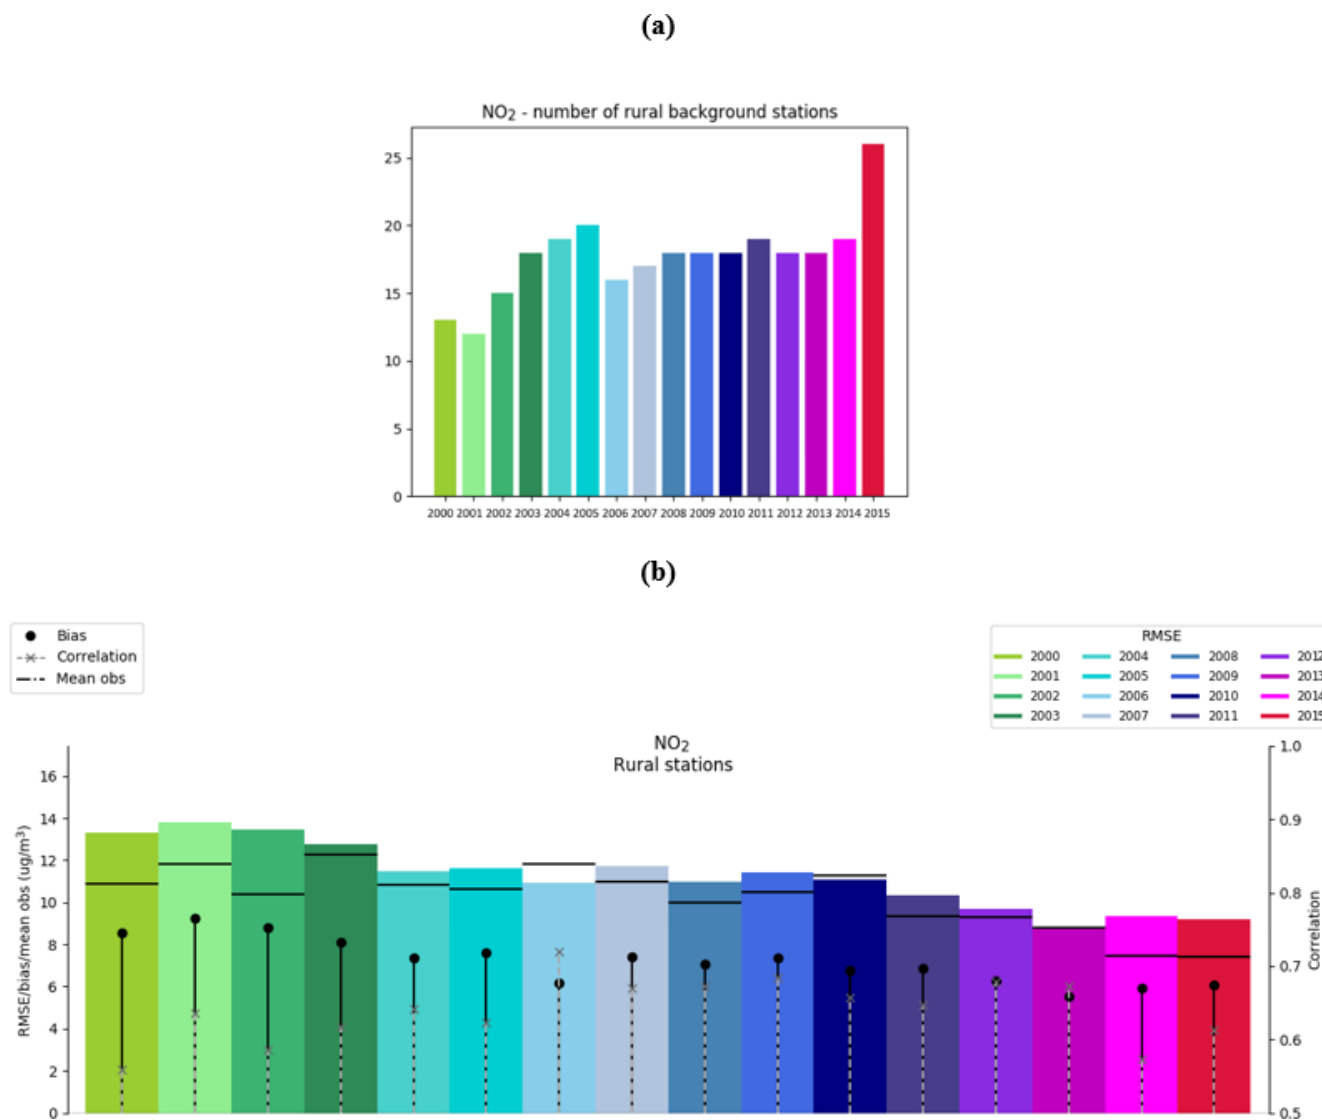 (a)
NO2 - number of rural background stations
25
20
15
10
5
0
2000 2001 2002 2003 2004 2005 2006 2007 2008 2009 2010 2011 2012 2013 2014 2015
(b)
Bias
Correlation
Mean obs
RMSE
2000 2004 2008 2012
2001 2005 2009 2013
2002 2006 2010 2014
2003 2007 2011 2015
NO2
Rural stations
RMSE/bias/mean obs (ug/m3)
16
14
12
10
8
6
4
2
0
1.0
0.9
0.8
0.7
0.6
0.5
Correlation